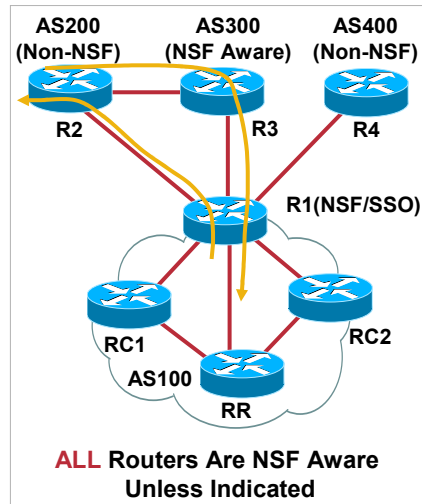 AS200
(Non-NSF)
AS300
(NSF Aware)
AS400
(Non-NSF)
R2
R3
R4
R1(NSF/SSO)
RC1
RC2
AS100
RR
ALL Routers Are NSF Aware
Unless Indicated